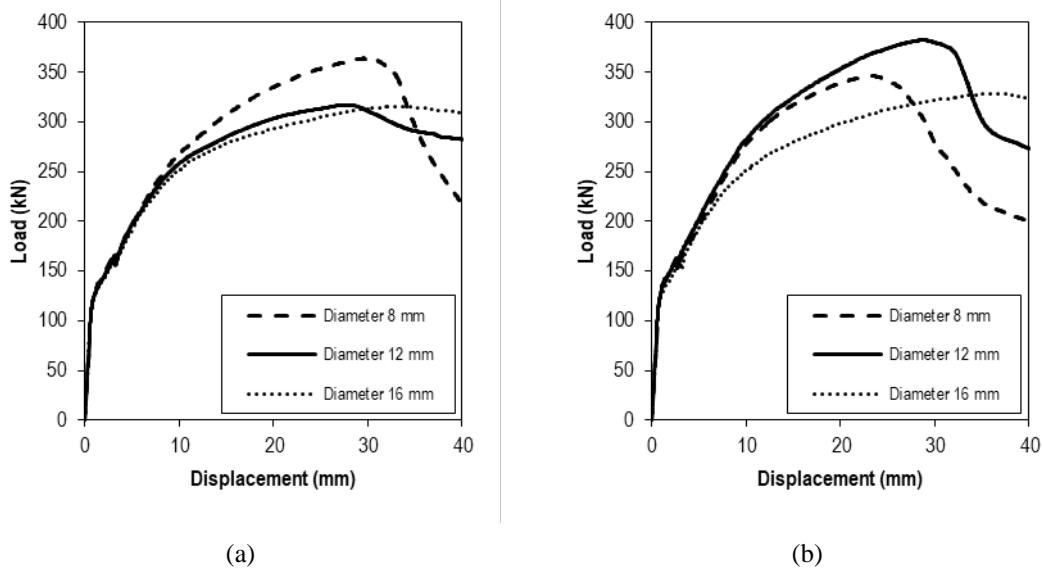 400
350
300
250
200
150
100
50
0
Load (kN)
Diameter 8 mm
Diameter 12 mm
Diameter 16 mm
0 10 20 30 40
Displacement (mm)
(a)
400
350
300
250
200
150
100
50
0
Load (kN)
Diameter 8 mm
Diameter 12 mm
Diameter 16 mm
0 10 20 30 40
Displacement (mm)
(b)